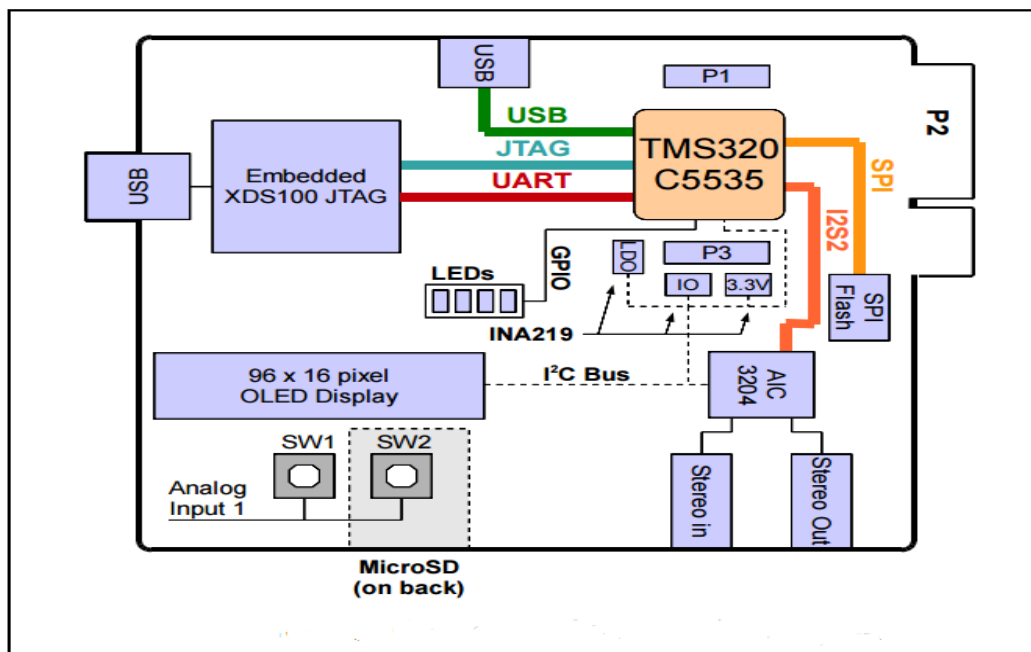 USB
P1
P2
USB
TMS320
C5535
JTAG
UART
SPI
USB
Embedded
XDS100 JTAG
I2S2
GPIO
LDO
P3
LEDs
IO
3.3V
SPI
Flash
INA219
96 x 16 pixel
OLED Display
I²C Bus
AIC
3204
SW1
SW2
Analog
Input 1
Stereo in
Stereo Out
MicroSD
(on back)